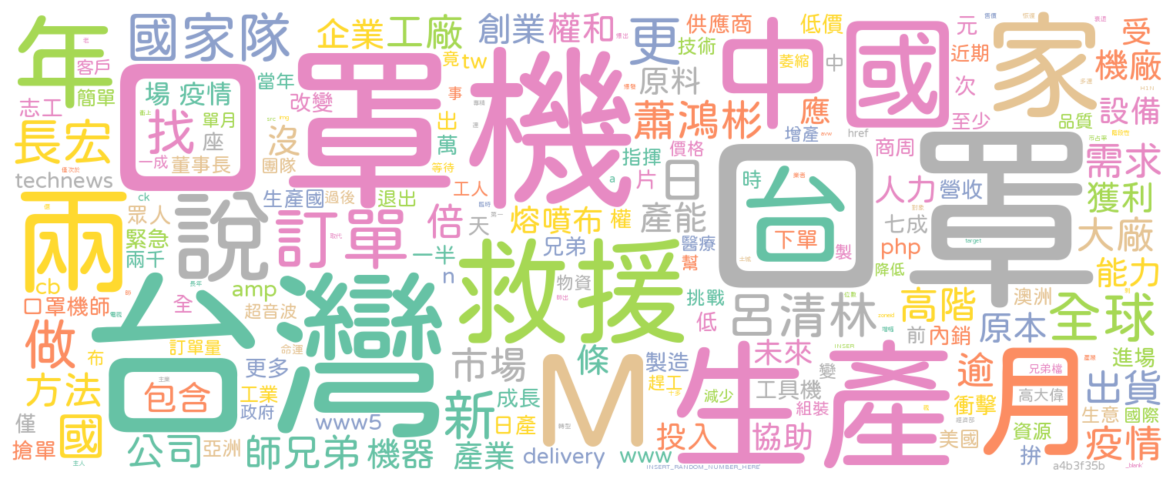 年
國家隊
企業
工廠
創業
權和
更
供應商
低價
中
國
家
元
近期
受
機廠
客戶
簡單
志工
當年
場
疫情
改變
口罩機
竟
tw
事
技術
原料
萎縮
中
次
至少
設備
找
單月
座
沒
出
萬
蕭鴻彬
應
增產
href
品質
長宏
一成
董事長
團隊
等待
指揮
價格
片
商周
需求
technews
ck
生產國
過後
退出
工人
a
日
時
人力
營收
獲利
兩
眾人
說
訂單
倍
天
熔噴布
權
產能
台
罩
七成
大廠
緊急
兩千
一半
兄弟
醫療
幫
下單
製
php
降低
target
能力
cb
口罩機師
全
amp
n
救援
物資
挑戰
低
呂清林
高階
澳洲
全球
超音波
台灣
前
內銷
原本
做
布
訂單量
命運
市場
條
製造
未來
進場
更多
趕工
變
工具機
逾
出貨
兄弟檔
方法
包含
工業
政府
新
成長
日產
M
減少
組裝
生產
月
衝擊
高大偉
生意
國際
僅
國
www5
投入
協助
資源
搶單
公司
亞洲
師兄弟
機器
產業
delivery
www
美國
拚
疫情
INSERT_RANDOM_NUMBER_HERE
a4b3f35b